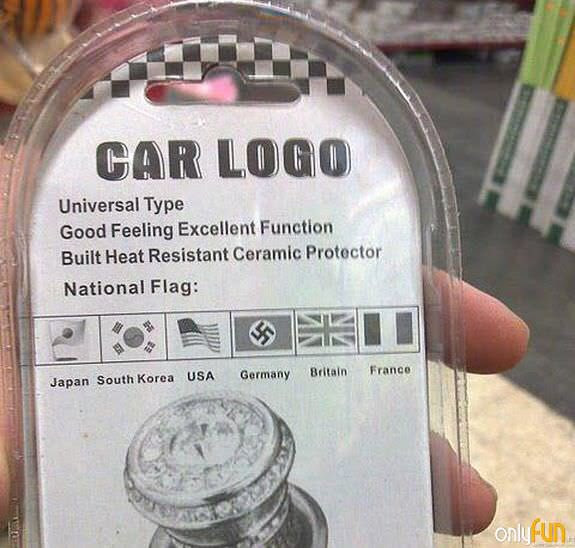 CAR LOGO
Universal Type
Good Feeling Excellent Function
Built Heat Resistant Ceramic Protector
National Flag:
Japan South Korea USA Germany Britain France
onlyfun